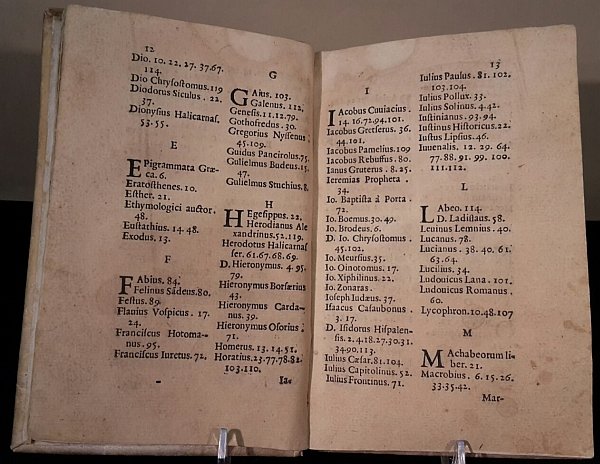 12
Dio. 10. 22. 27. 37.67.
114.
Dio Chrysostomus. 119
Diodorus Siculus . 22.
37.
Dionysius Halicarnaſ.
53.55.
E
EPigrammata Græ-
ca. 6.
Eratosthenes. 10.
Esther. 21.
Ethymologici auctor.
48.
Eustathius. 14.48.
Exodus. 13.
F
FAbius. 84.
Felinus Sādeus. 80.
Festus. 89.
Flauius Voſpicus . 17.
24.
Franciscus Hotoma-
nus. 95.
Franciscus Iuretus. 72.
G
GAius. 103.
Galenus. 112.
Genesis. 11.12.79.
Gothofredus . 30.
Gregorius Nyſſenus.
45.109.
Guidus Pancirolus. 75.
Gulielmus Budeus. 15.
47.
Gulielmus Stuchius. 8.
H
HEgesippus. 22.
Herodianus Ale
xandrinus. 52.119.
Herodotus Halicarnaſ
ser. 61.67.68.69.
D. Hieronymus. 4. 95.
79.
Hieronymus Borſærius
43.
Hieronymus Carda-
nus. 39.
Hieronymus Oſorius.
71.
Homerus. 13. 14.51.
Horatius. 23.77.78.81.
103.110.
Ia-
13
I
IAcobus Cuuiacius.
14. 16.72.94.101.
Iacobus Gretſerus. 36.
44.101.
Iacobus Pamelius. 109
Iacobus Rebuffus. 80.
Ianus Gruterus . 8.25.
Ieremias Propheta .
34.
Io. Baptista à Porta .
72.
Io. Boemus. 30.49.
Io. Brodeus. 6.
D. Io. Chryſostomus .
45. 102.
Io. Meursius. 35.
Io. Oinotomus. 17.
Io. Xiphilinus. 22.
Io. Zonaras.
Ioſeph Iudæus. 37.
Iſaacus Caſaubonus .
3. 17.
D. Isidorus Hiſpalen-
sis. 2.4.18.27.30.31.
34.90.113.
Iulius Cæſar. 81.104.
Iulius Capitolinus. 52.
Iulius Frontinus. 71.
Iulius Paulus. 81. 102.
103.104.
Iulius Pollux. 33.
Iulius Solinus. 4.42.
Iustinianus. 93.94.
Iustinus Historicus. 22.
Iustus Lipſius. 46.
Iuuenalis. 12. 29. 64.
77. 88. 91. 99. 100.
111.112.
L
LAbeo. 114.
D. Ladislaus. 58.
Leuinus Lemnius. 40.
Lucanus. 78.
Lucianus . 38. 40. 61.
63.64.
Lucilius. 34.
Ludouicus Lana. 101.
Ludouicus Romanus .
60.
Lycophron. 10.48.107
M
MAchabeorum li
ber. 21.
Macrobius . 6. 15.26.
33.35.42.
Mar-